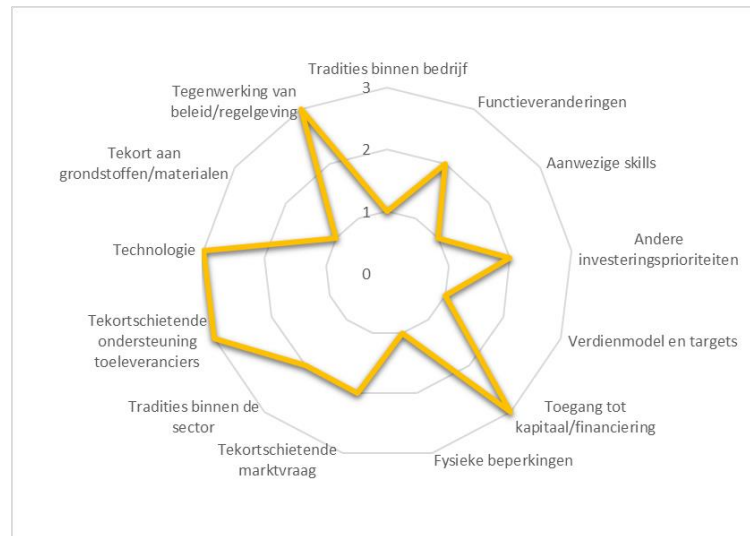 Tradities binnen bedrijf
Functieveranderingen
Aanwezige skills
Andere
investeringsprioriteiten
Verdienmodel en targets
Toegang tot
kapitaal/financiering
Fysieke beperkingen
Tekortschietende
marktvraag
Tradities binnen de
sector
Tekortschietende
ondersteuning
toeleveranciers
Technologie
Tekort aan
grondstoffen/materialen
Tegenwerking van
beleid/regelgeving
3
2
1
0